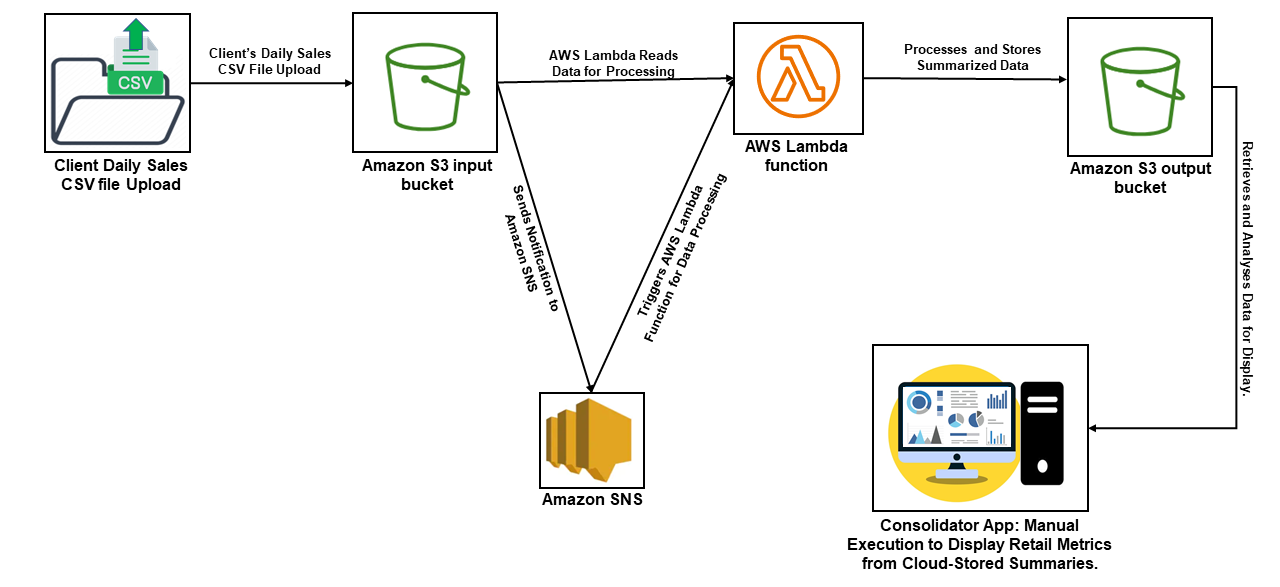 Client's Daily Sales
CSV File Upload
CSV
Client Daily Sales
CSV file Upload
Amazon S3 input
bucket
AWS Lambda Reads
Data for Processing
Sends Notification to
Amazon SNS
Amazon SNS
Triggers AWS Lambda
Function for Data Processing
AWS Lambda
function
Processes and Stores
Summarized Data
Amazon S3 output
bucket
Retrieves and Analyses Data for Display.
Consolidator App: Manual
Execution to Display Retail Metrics
from Cloud-Stored Summaries.